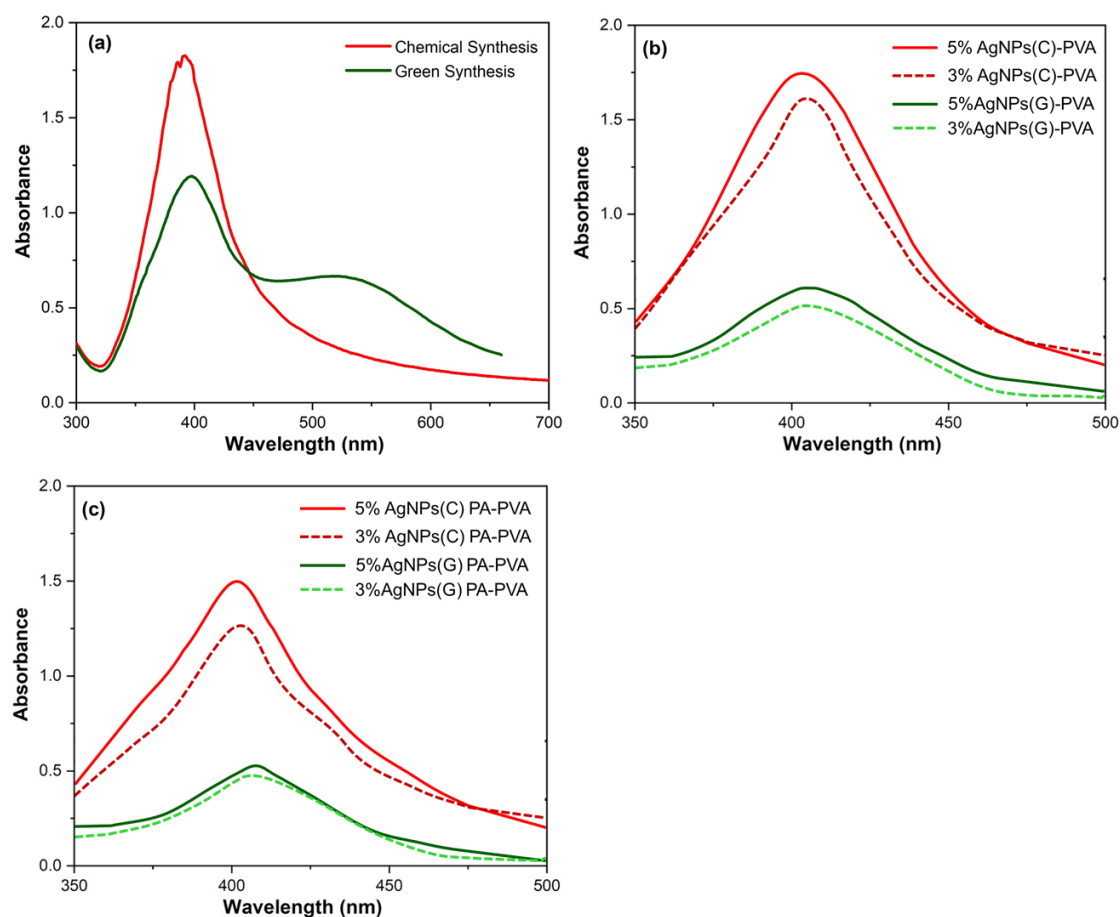 (a)
Chemical Synthesis
Green Synthesis
2.0
1.5
1.0
0.5
0.0
Absorbance
300 400 500 600 700
Wavelength (nm)
(b)
5% AgNPs(C)-PVA
3% AgNPs(C)-PVA
5%AgNPs(G)-PVA
3%AgNPs(G)-PVA
2.0
1.5
1.0
0.5
0.0
Absorbance
350 400 450 500
Wavelength (nm)
(c)
5% AgNPs(C) PA-PVA
3% AgNPs(C) PA-PVA
5%AgNPs(G) PA-PVA
3%AgNPs(G) PA-PVA
2.0
1.5
1.0
0.5
0.0
Absorbance
350 400 450 500
Wavelength (nm)